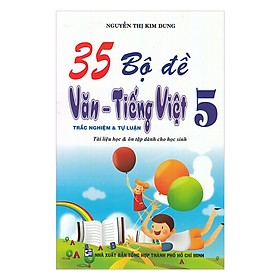 NGUYỄN THỊ KIM DUNG
35 Bộ đề
Văn - Tiếng Việt 5
TRẮC NGHIỆM & TỰ LUẬN
Tài liệu học & ôn tập dành cho học sinh
NHÀ XUẤT BẢN TỔNG HỢP THÀNH PHỐ HỒ CHÍ MINH